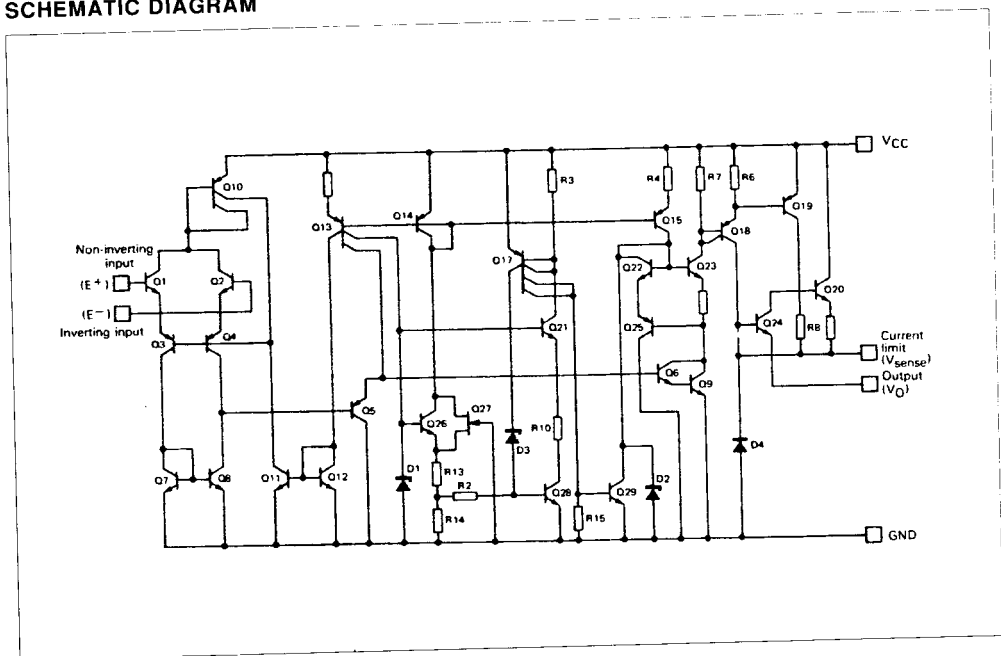 SCHEMATIC DIAGRAM
VCC
Q10
R3
R4
R7
R6
Q13
Q14
Q15
Q19
Q18
Non-inverting
input
(E+)
Q1
Q2
Q17
Q22
Q23
Q20
(E−)
Inverting input
Q3
Q4
Q21
Q25
Q24
R8
Current
limit
(Vsense)
Output
(VO)
Q6
Q9
Q5
Q26
Q27
R10
D3
D4
Q7
Q8
Q11
Q12
D1
R13
R2
Q28
Q29
D2
R14
R15
GND